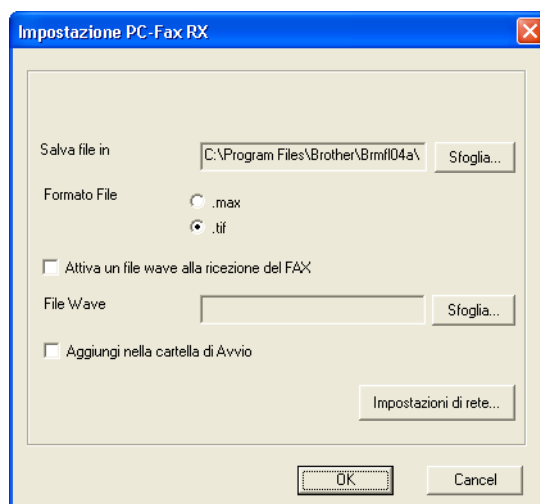 Impostazione PC-Fax RX
Salva file in
C:\Program Files\Brother\Brmfl04a\
Sfoglia...
Formato File
.max
.tif
Attiva un file wave alla ricezione del FAX
File Wave
Sfoglia...
Aggiungi nella cartella di Avvio
Impostazioni di rete...
OK
Cancel